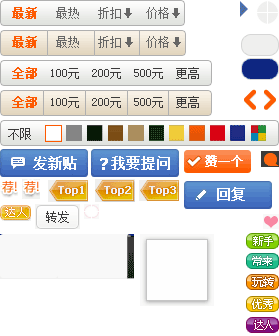 最新 最热 折扣 价格
最新 最热 折扣 价格
全部 100元 200元 500元 更高
全部 100元 200元 500元 更高
不限
发新贴 ?我要提问 赞一个
荐! 荐! Top1 Top2 Top3
回复
达人 转发
新手
带来
玩转
优秀
达人